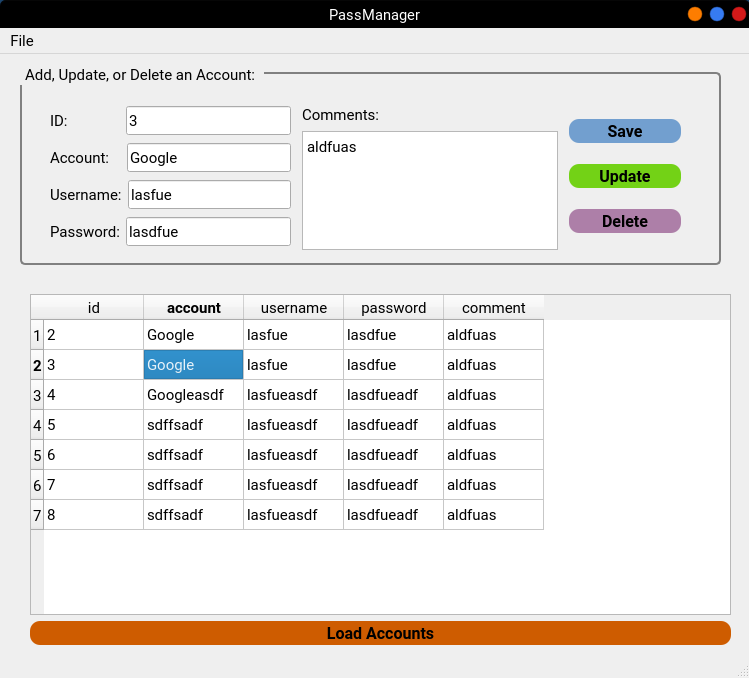 PassManager
File
Add, Update, or Delete an Account:
ID: 3
Account: Google
Username: lasfue
Password: lasdfue
Comments:
aldfuas
Save
Update
Delete
id account username password comment
1 2 Google lasfue lasdfue aldfuas
2 3 Google lasfue lasdfue aldfuas
3 4 Googleasdf lasfueasdf lasdfueadf aldfuas
4 5 sdffsadf lasfueasdf lasdfueadf aldfuas
5 6 sdffsadf lasfueasdf lasdfueadf aldfuas
6 7 sdffsadf lasfueasdf lasdfueadf aldfuas
7 8 sdffsadf lasfueasdf lasdfueadf aldfuas
Load Accounts